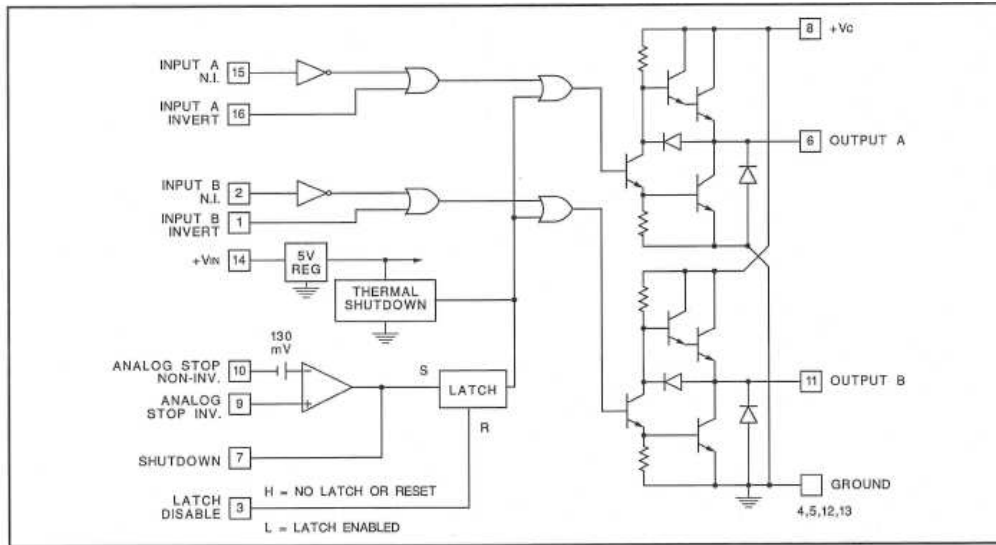 INPUT A
N.I.
15
INPUT A
INVERT
16
INPUT B
N.I.
2
INPUT B
INVERT
1
+VIN
14
5V
REG
THERMAL
SHUTDOWN
130
mV
ANALOG STOP
NON-INV.
10
ANALOG
STOP INV.
9
S
LATCH
R
SHUTDOWN
7
LATCH
DISABLE
3
H = NO LATCH OR RESET
L = LATCH ENABLED
8
+VC
6
OUTPUT A
11
OUTPUT B
GROUND
4,5,12,13